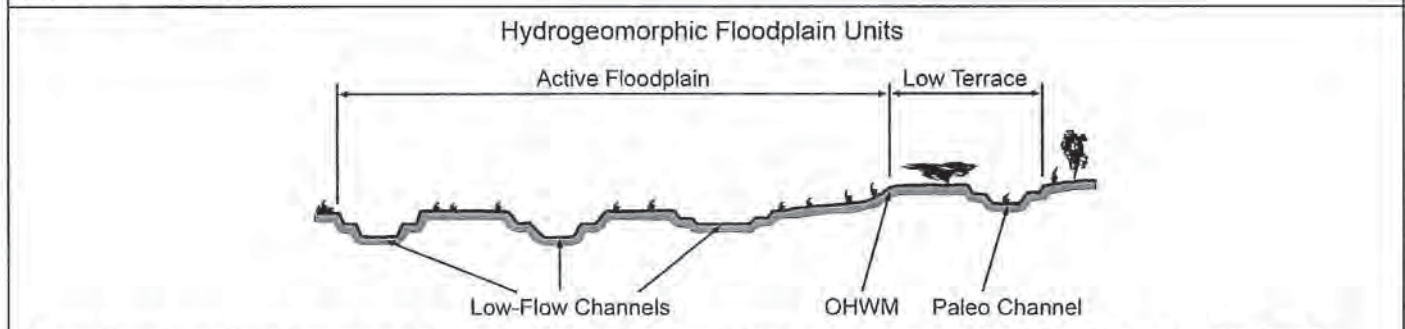 Hydrogeomorphic Floodplain Units
Active Floodplain
Low Terrace
Low-Flow Channels
OHWM
Paleo Channel